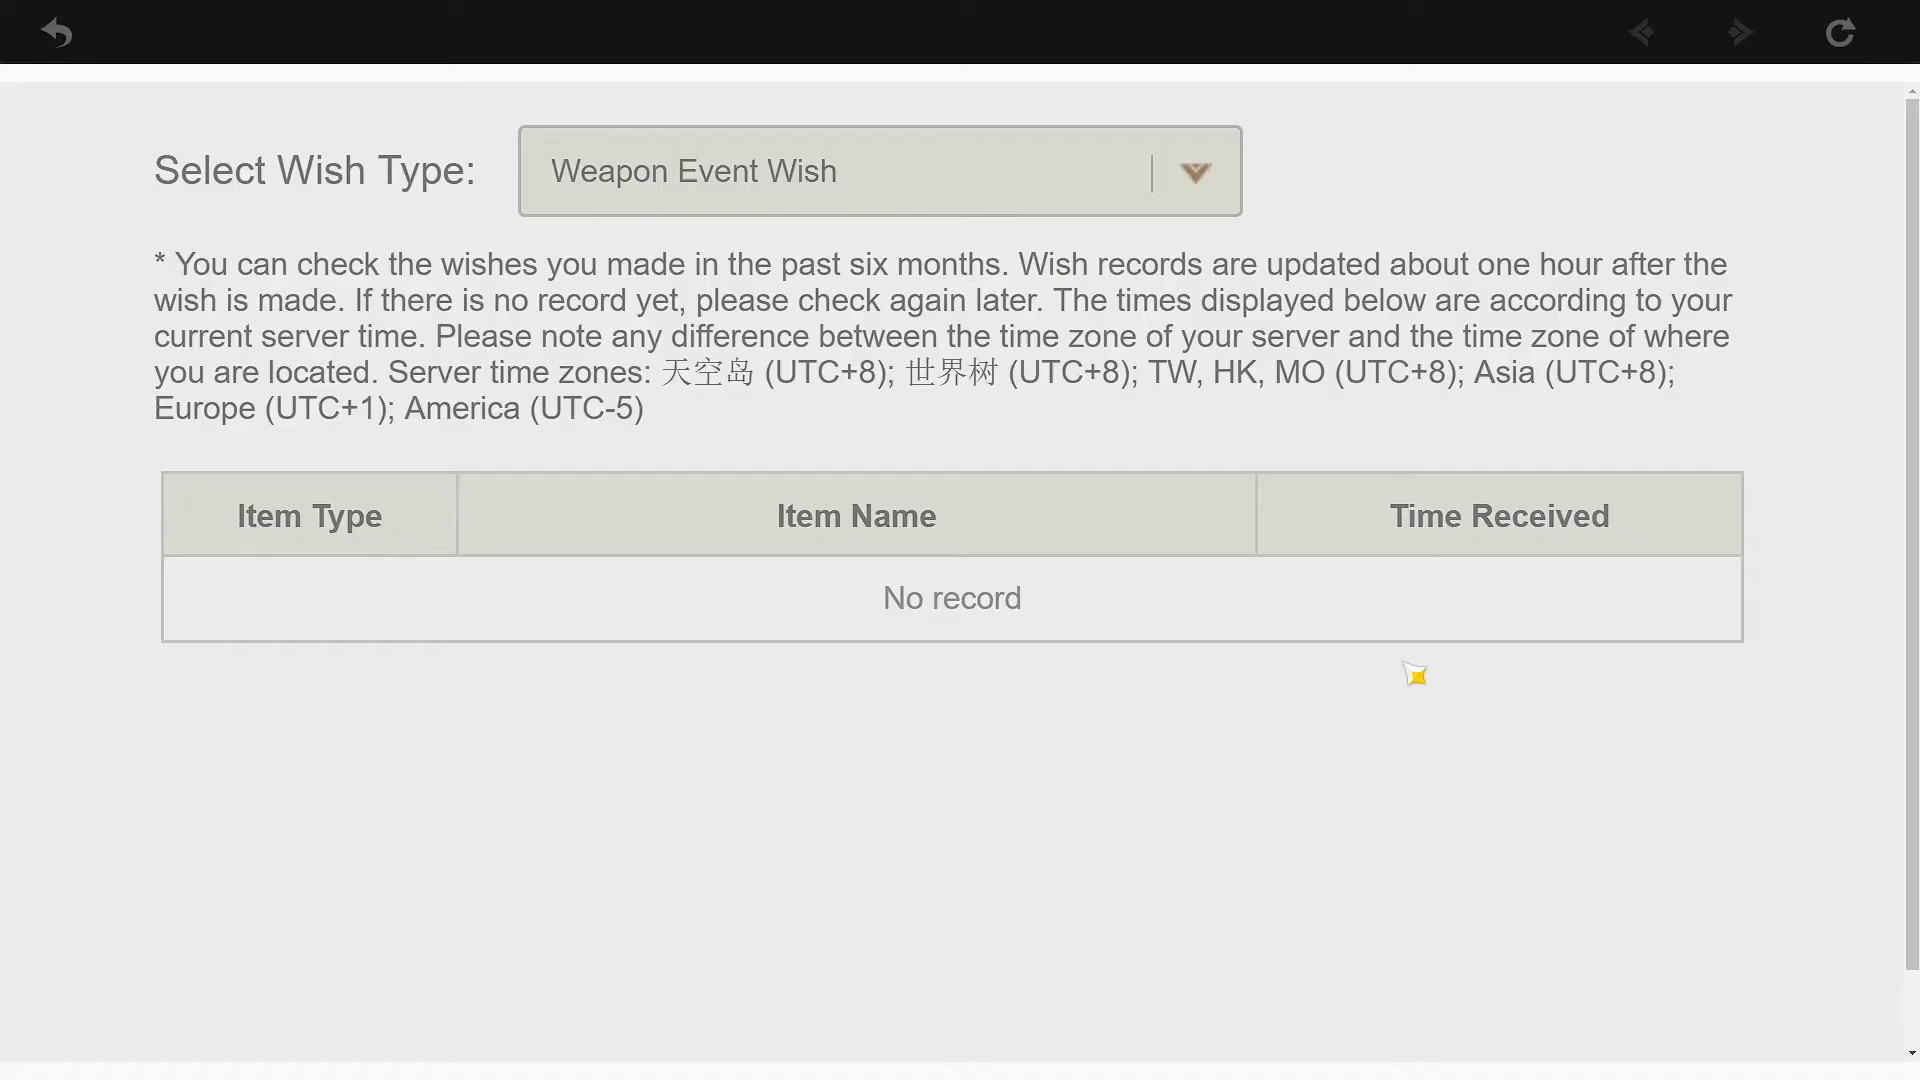 Select Wish Type:
Weapon Event Wish
* You can check the wishes you made in the past six months. Wish records are updated about one hour after the
wish is made. If there is no record yet, please check again later. The times displayed below are according to your
current server time. Please note any difference between the time zone of your server and the time zone of where
you are located. Server time zones: 天空岛 (UTC+8); 世界树 (UTC+8); TW, HK, MO (UTC+8); Asia (UTC+8);
Europe (UTC+1); America (UTC-5)
Item Type
Item Name
Time Received
No record